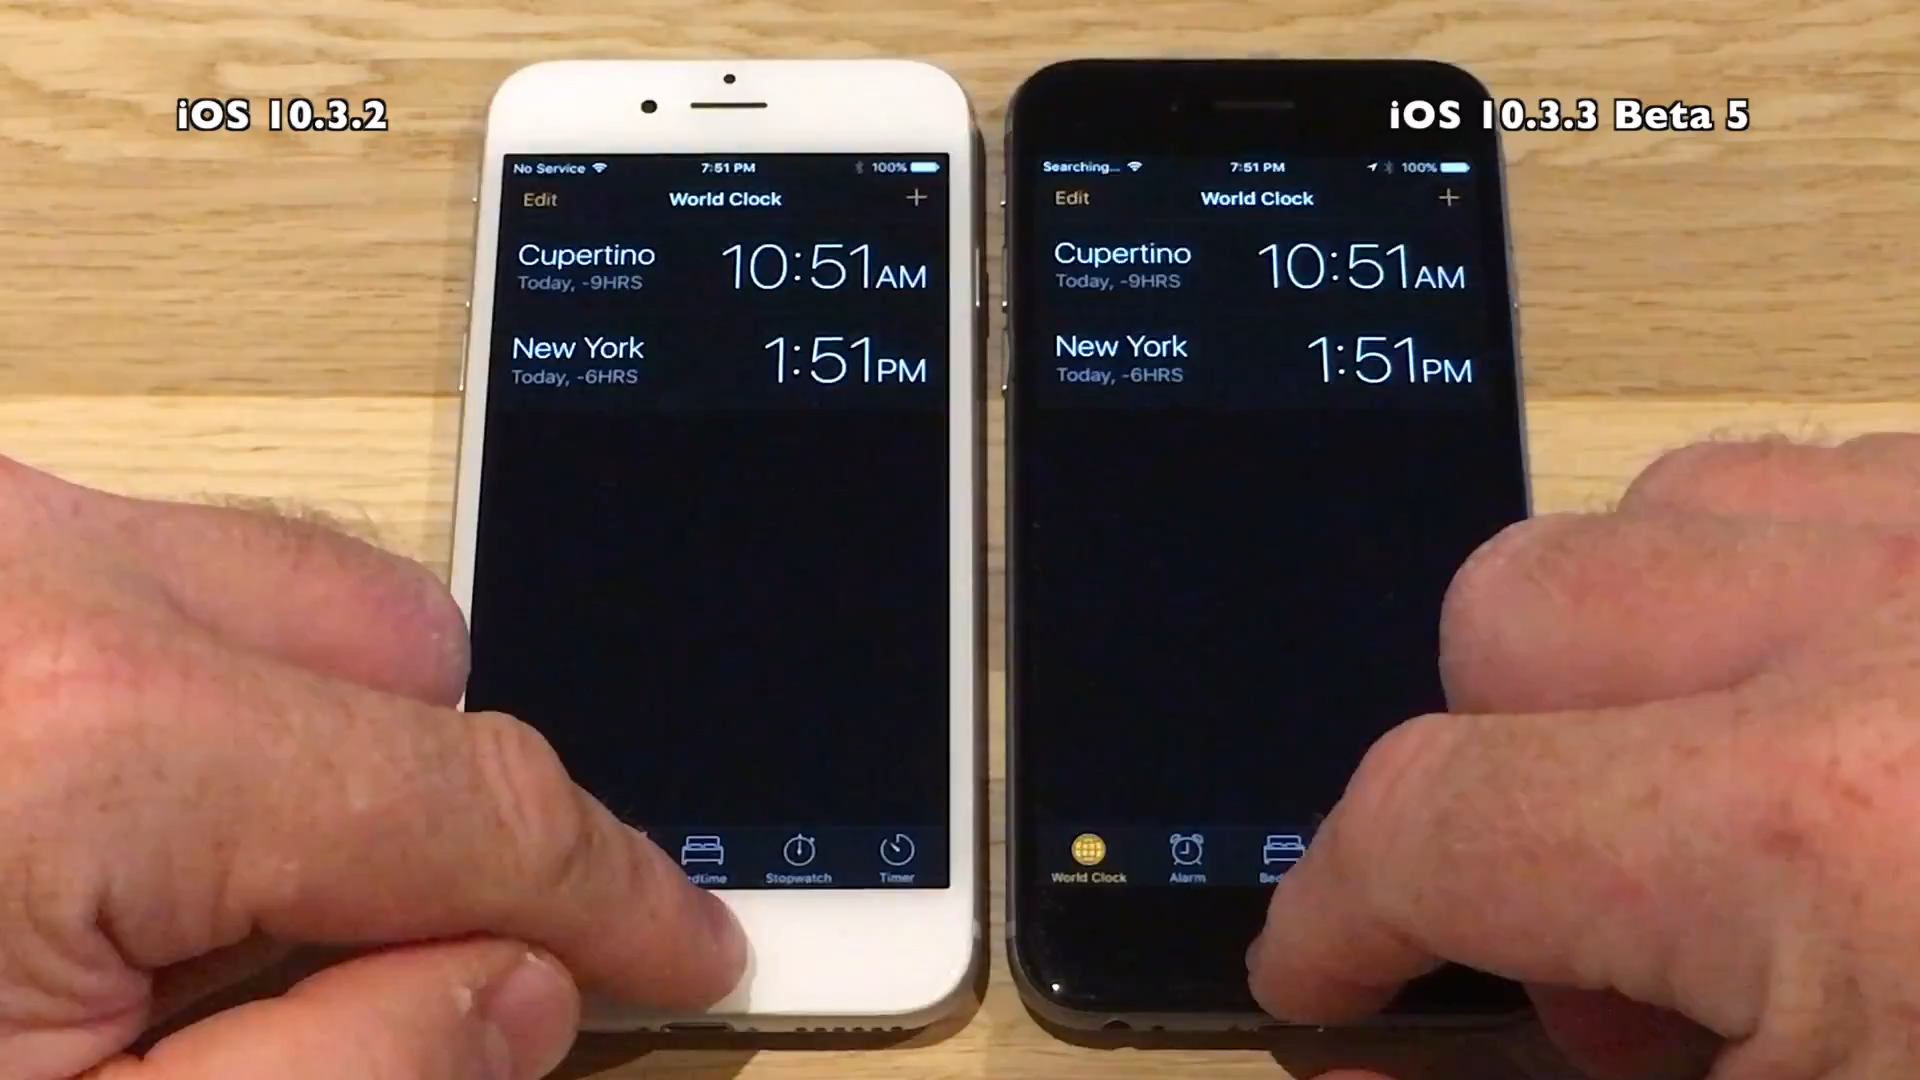 iOS 10.3.2
iOS 10.3.3 Beta 5
No Service 7:51 PM 100%
Edit World Clock +
Cupertino 10:51AM
Today, -9HRS
New York 1:51PM
Today, -6HRS
Stopwatch Timer
Searching... 7:51 PM 100%
Edit World Clock +
Cupertino 10:51AM
Today, -9HRS
New York 1:51PM
Today, -6HRS
World Clock Alarm